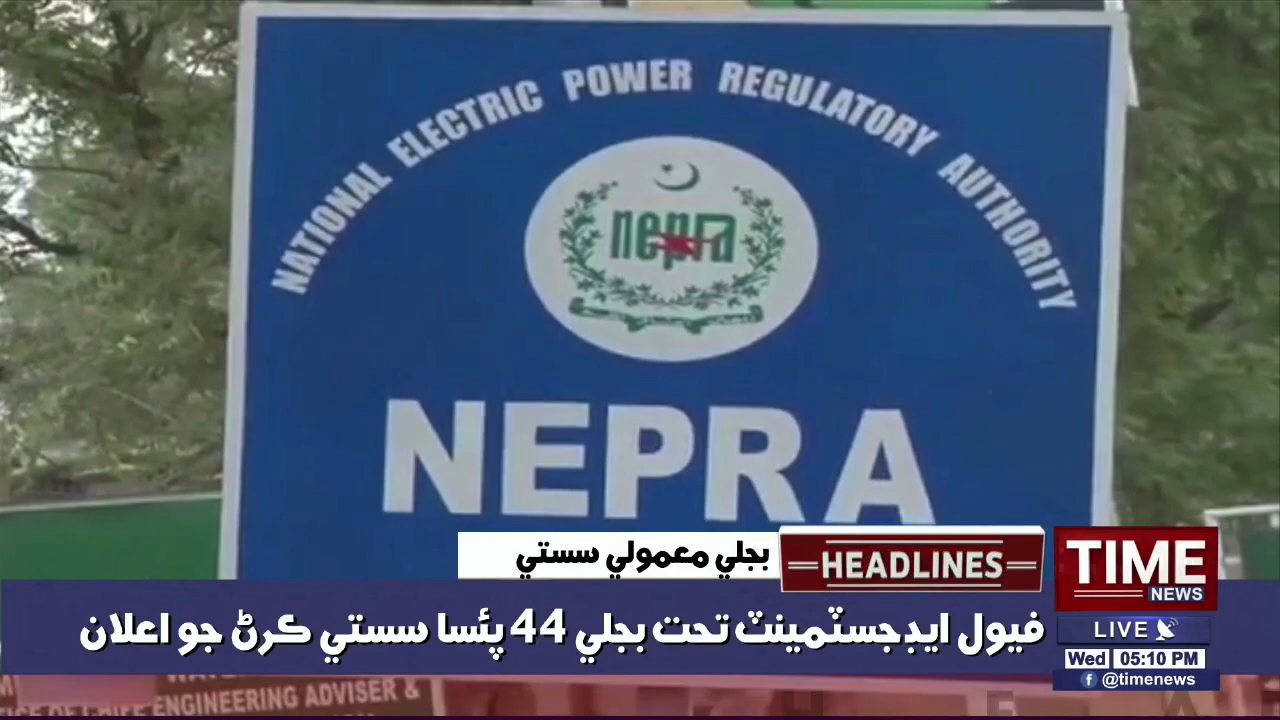 NATIONAL ELECTRIC POWER REGULATORY AUTHORITY
nepra
NEPRA
بجلي معمولي سستي
HEADLINES
TIME
NEWS
فيول ايڊجسٽمينٽ تحت بجلي 44 پئسا سستي ڪرڻ جو اعلان
LIVE
Wed 05:10 PM
@timenews
ENGINEERING ADVISER &